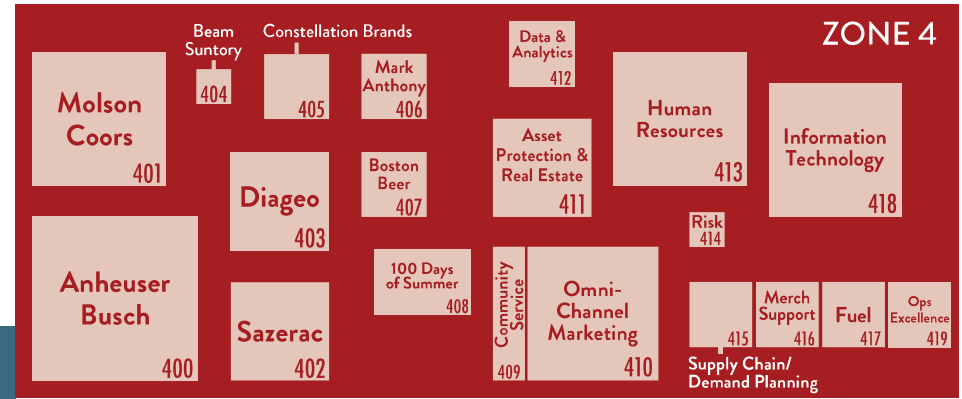 ZONE 4
Molson
Coors
401
Beam
Suntory
404
Constellation Brands
405
Mark
Anthony
406
Data &
Analytics
412
Human
Resources
413
Information
Technology
418
Diageo
403
Boston
Beer
407
Asset
Protection &
Real Estate
411
Risk
414
Anheuser
Busch
400
Sazerac
402
100 Days
of Summer
408
Community
Service
409
Omni-
Channel
Marketing
410
415
Supply Chain/
Demand Planning
Merch
Support
416
Fuel
417
Ops
Excellence
419